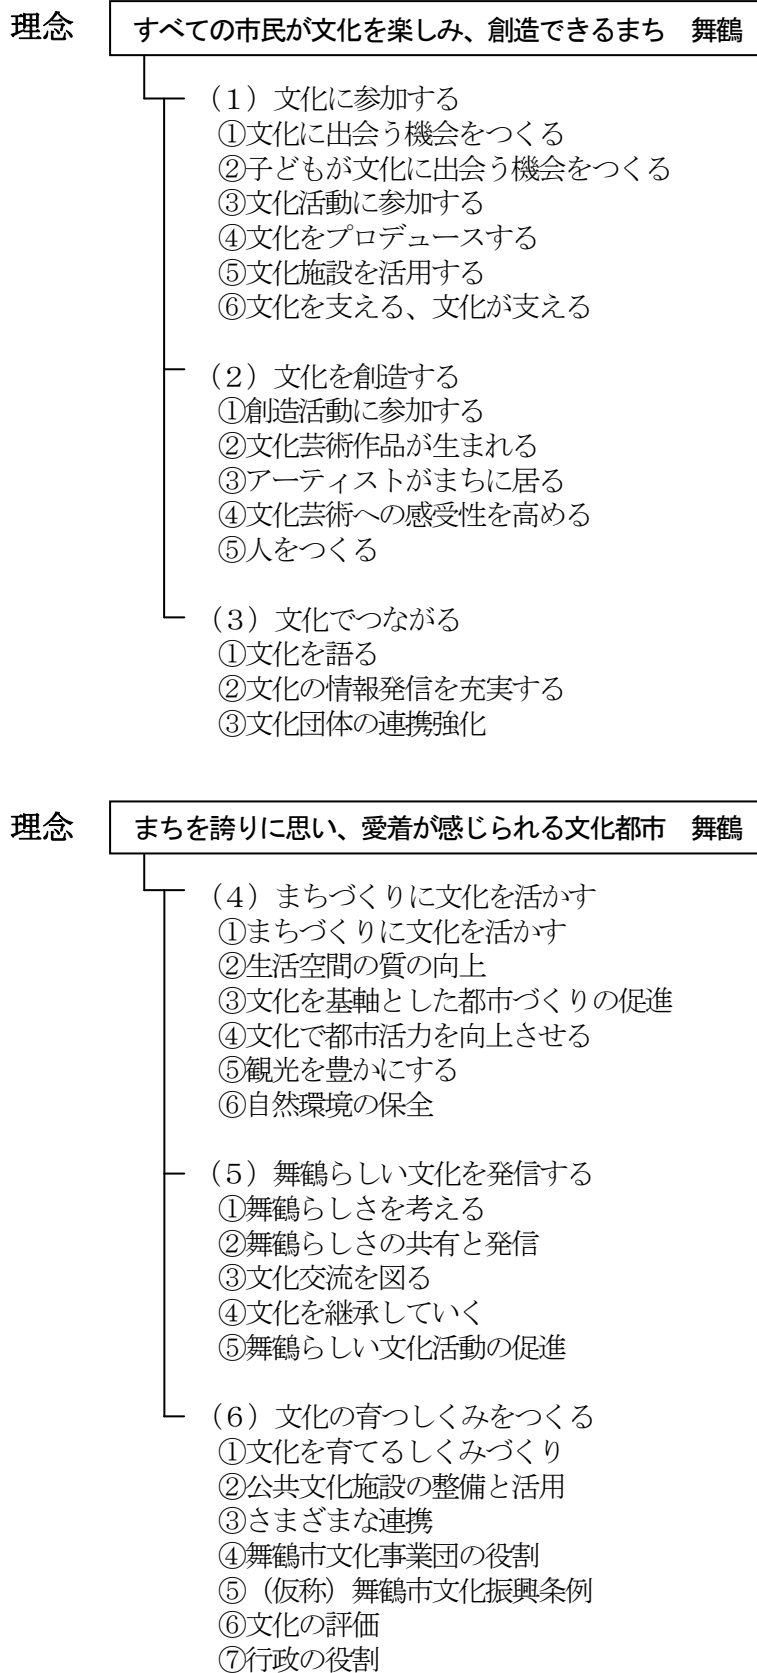 理念 すべての市民が文化を楽しみ、創造できるまち　舞鶴
（１）文化に参加する
①文化に出会う機会をつくる
②子どもが文化に出会う機会をつくる
③文化活動に参加する
④文化をプロデュースする
⑤文化施設を活用する
⑥文化を支える、文化が支える
（２）文化を創造する
①創造活動に参加する
②文化芸術作品が生まれる
③アーティストがまちに居る
④文化芸術への感受性を高める
⑤人をつくる
（３）文化でつながる
①文化を語る
②文化の情報発信を充実する
③文化団体の連携強化
理念 まちを誇りに思い、愛着が感じられる文化都市　舞鶴
（４）まちづくりに文化を活かす
①まちづくりに文化を活かす
②生活空間の質の向上
③文化を基軸とした都市づくりの促進
④文化で都市活力を向上させる
⑤観光を豊かにする
⑥自然環境の保全
（５）舞鶴らしい文化を発信する
①舞鶴らしさを考える
②舞鶴らしさの共有と発信
③文化交流を図る
④文化を継承していく
⑤舞鶴らしい文化活動の促進
（６）文化の育つしくみをつくる
①文化を育てるしくみづくり
②公共文化施設の整備と活用
③さまざまな連携
④舞鶴市文化事業団の役割
⑤（仮称）舞鶴市文化振興条例
⑥文化の評価
⑦行政の役割